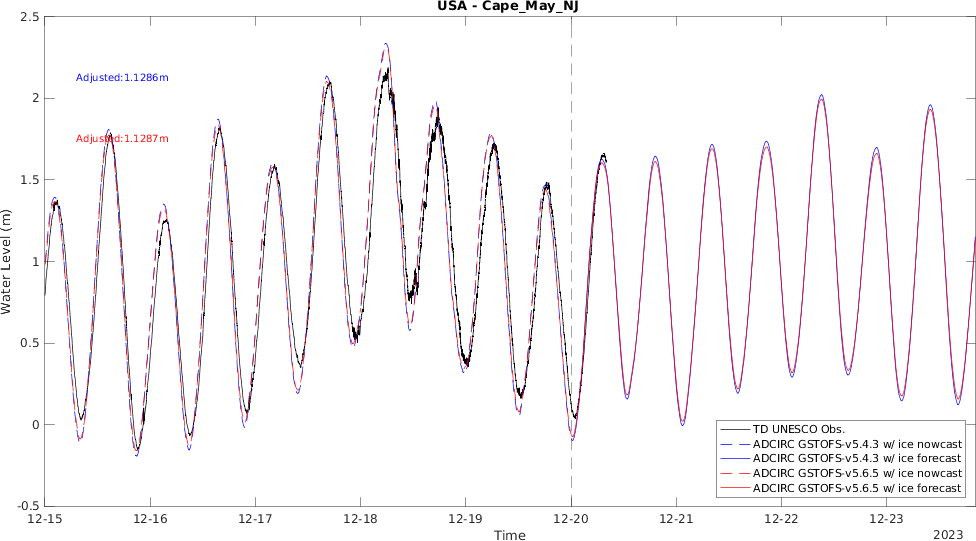 USA - Cape_May_NJ
2.5
2
1.5
1
0.5
0
-0.5
Water Level (m)
Adjusted:1.1286m
Adjusted:1.1287m
TD UNESCO Obs.
ADCIRC GSTOFS-v5.4.3 w/ ice nowcast
ADCIRC GSTOFS-v5.4.3 w/ ice forecast
ADCIRC GSTOFS-v5.6.5 w/ ice nowcast
ADCIRC GSTOFS-v5.6.5 w/ ice forecast
12-15 12-16 12-17 12-18 12-19 12-20 12-21 12-22 12-23
Time
2023